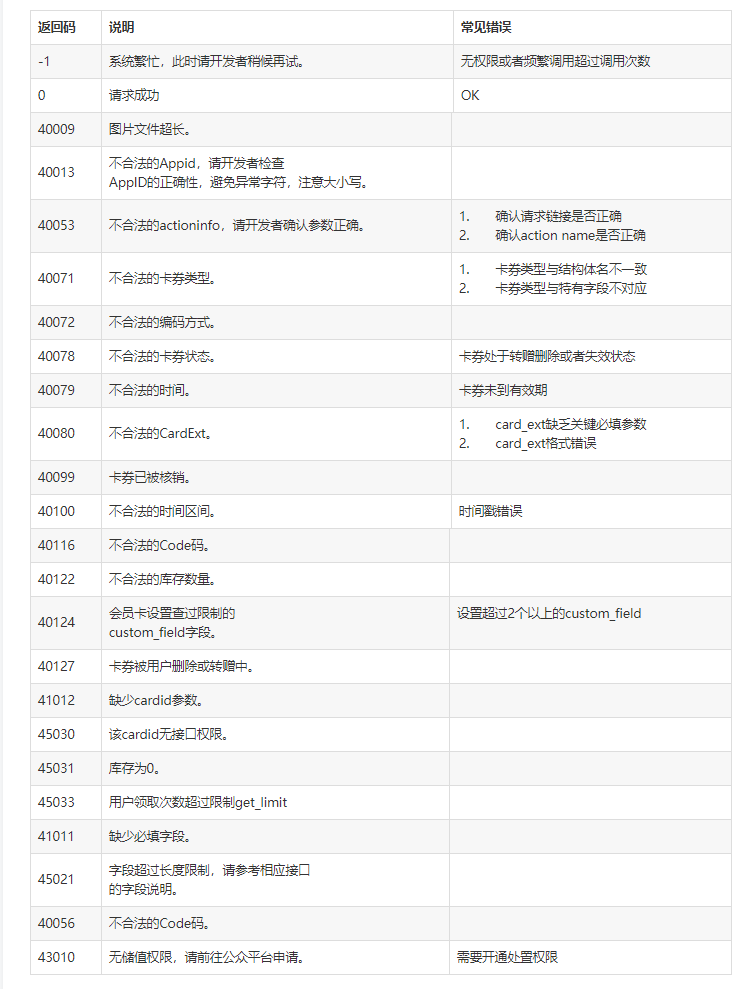 返回码 说明 常见错误
-1 系统繁忙，此时请开发者稍候再试。 无权限或者频繁调用超过调用次数
0 请求成功 OK
40009 图片文件超长。
40013 不合法的Appid，请开发者检查
AppID的正确性，避免异常字符，注意大小写。
40053 不合法的actioninfo，请开发者确认参数正确。 1. 确认请求链接是否正确
2. 确认action name是否正确
40071 不合法的卡券类型。 1. 卡券类型与结构体名不一致
2. 卡券类型与特有字段不对应
40072 不合法的编码方式。
40078 不合法的卡券状态。 卡券处于转赠删除或者失效状态
40079 不合法的时间。 卡券未到有效期
40080 不合法的CardExt。 1. card_ext缺乏关键必填参数
2. card_ext格式错误
40099 卡券已被核销。
40100 不合法的时间区间。 时间戳错误
40116 不合法的Code码。
40122 不合法的库存数量。
40124 会员卡设置查过限制的
custom_field字段。 设置超过2个以上的custom_field
40127 卡券被用户删除或转赠中。
41012 缺少cardid参数。
45030 该cardid无接口权限。
45031 库存为0。
45033 用户领取次数超过限制get_limit
41011 缺少必填字段。
45021 字段超过长度限制，请参考相应接口
的字段说明。
40056 不合法的Code码。
43010 无储值权限，请前往公众平台申请。 需要开通处置权限